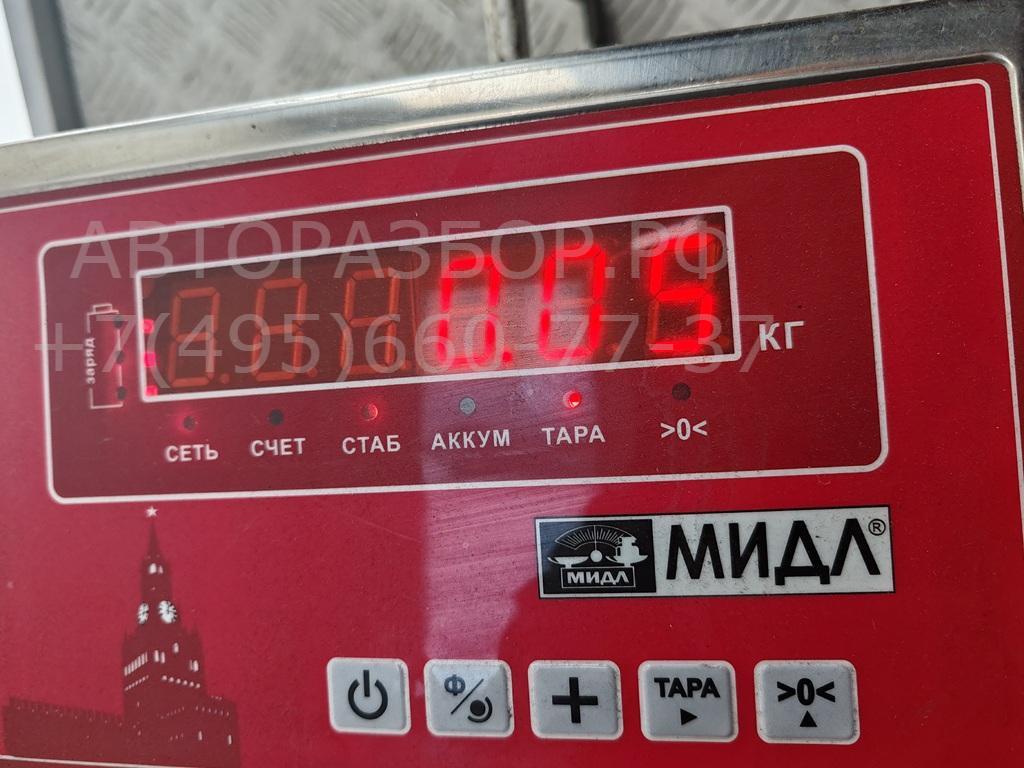 АВТОРАЗБОР.РФ
+7(495)660-77-37
0.05
КГ
заряд
СЕТЬ СЧЕТ СТАБ АККУМ ТАРА >0<
МИДЛ МИДЛ®
Ф/ + ТАРА >0<